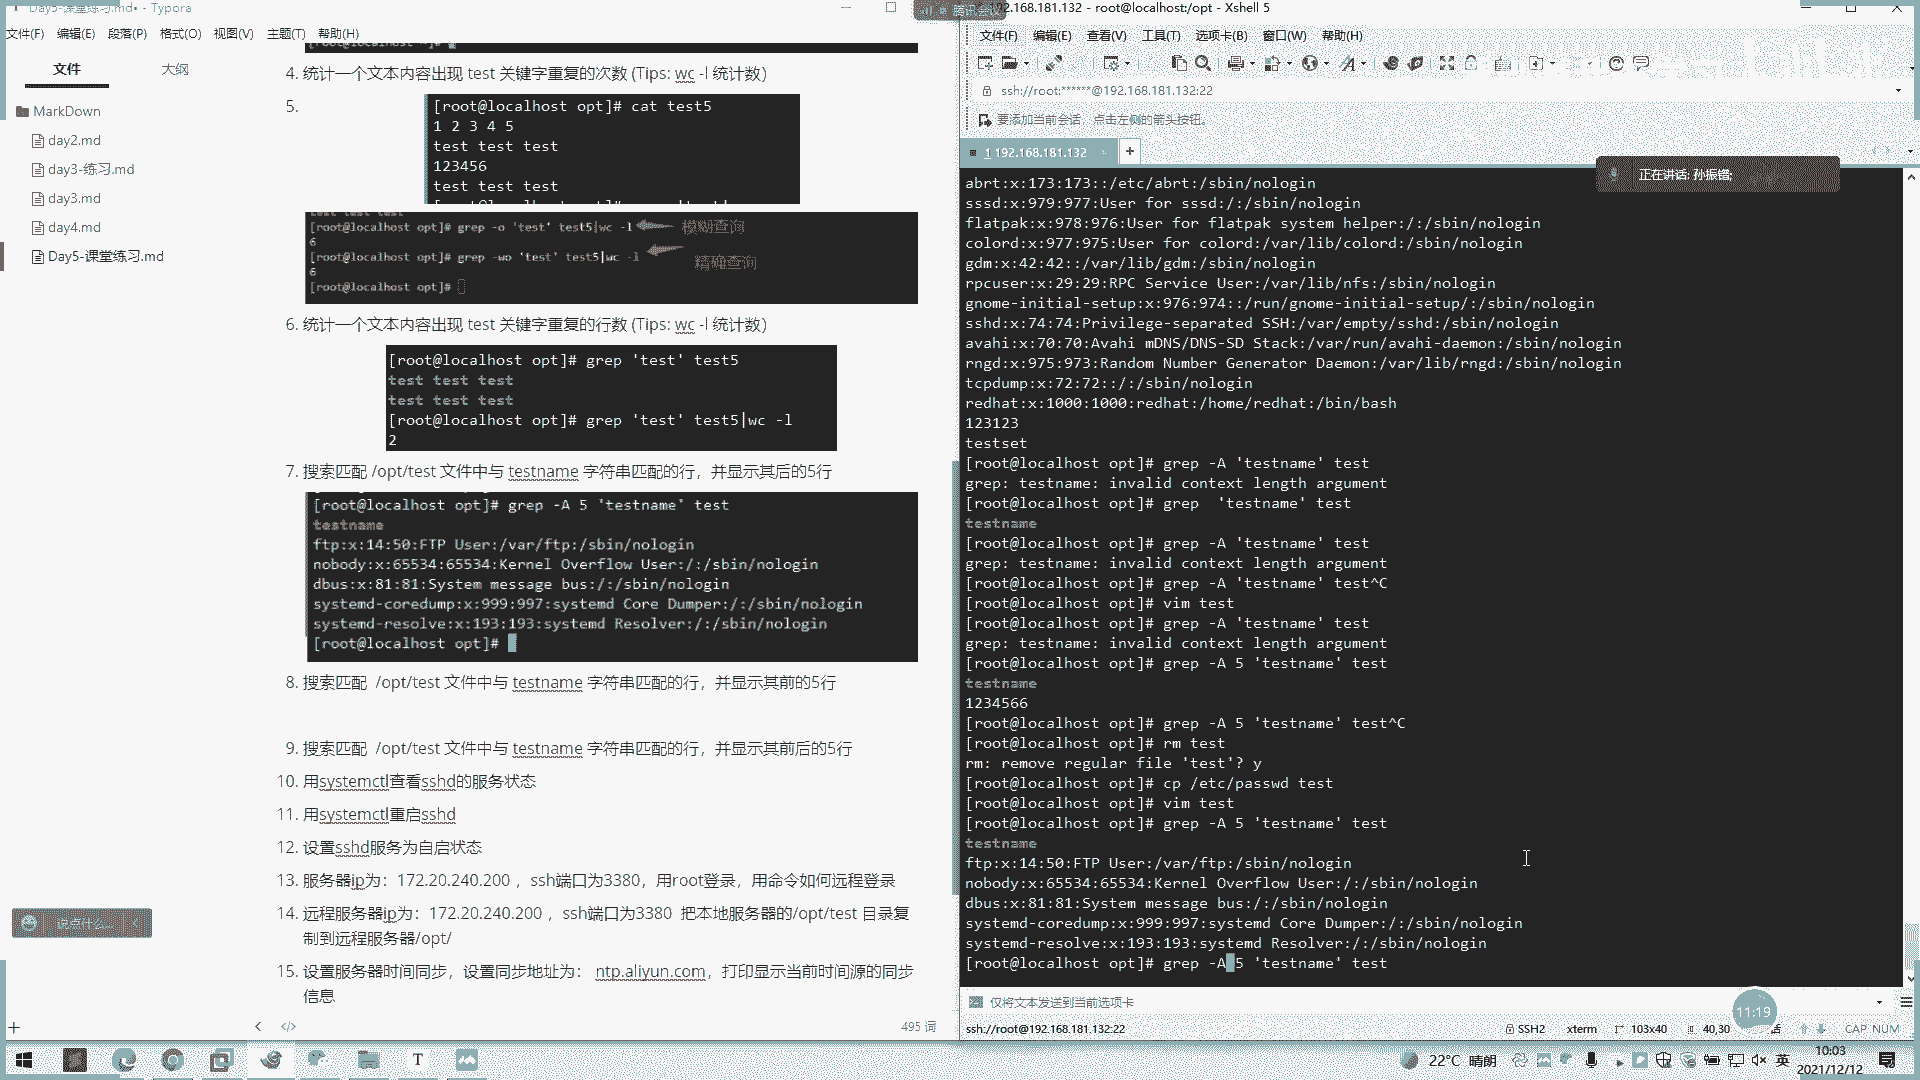 Day5-课堂练习.md• - Typora
文件(F) 编辑(E) 段落(P) 格式(O) 视图(V) 主题(T) 帮助(H)
文件
大纲
MarkDown
day2.md
day3-练习.md
day3.md
day4.md
Day5-课堂练习.md
说点什么...
4. 统计一个文本内容出现 test 关键字重复的次数 (Tips: wc -l 统计数)
5.
[root@localhost opt]# cat test5
1 2 3 4 5
test test test
123456
test test test
[root@localhost opt]# grep -o 'test' test5|wc -l
模糊查询
6
[root@localhost opt]# grep -wo 'test' test5|wc -l
精确查询
6
[root@localhost opt]#
6. 统计一个文本内容出现 test 关键字重复的行数 (Tips: wc -l 统计数)
[root@localhost opt]# grep 'test' test5
test test test
test test test
[root@localhost opt]# grep 'test' test5|wc -l
2
7. 搜索匹配 /opt/test 文件中与 testname 字符串匹配的行，并显示其后的5行
[root@localhost opt]# grep -A 5 'testname' test
testname
ftp:x:14:50:FTP User:/var/ftp:/sbin/nologin
nobody:x:65534:65534:Kernel Overflow User:/:/sbin/nologin
dbus:x:81:81:System message bus:/:/sbin/nologin
systemd-coredump:x:999:997:systemd Core Dumper:/:/sbin/nologin
systemd-resolve:x:193:193:systemd Resolver:/:/sbin/nologin
[root@localhost opt]#
8. 搜索匹配 /opt/test 文件中与 testname 字符串匹配的行，并显示其前的5行
9. 搜索匹配 /opt/test 文件中与 testname 字符串匹配的行，并显示其前后的5行
10. 用systemctl查看sshd的服务状态
11. 用systemctl重启sshd
12. 设置sshd服务为自启状态
13. 服务器ip为：172.20.240.200 ，ssh端口为3380，用root登录，用命令如何远程登录
14. 远程服务器ip为：172.20.240.200 ，ssh端口为3380 把本地服务器的/opt/test 目录复
制到远程服务器/opt/
15. 设置服务器时间同步，设置同步地址为： ntp.aliyun.com，打印显示当前时间源的同步
信息
495 词
腾讯会议
192.168.181.132 - root@localhost:/opt - Xshell 5
文件(F) 编辑(E) 查看(V) 工具(T) 选项卡(B) 窗口(W) 帮助(H)
ssh://root:******@192.168.181.132:22
要添加当前会话，点击左侧的箭头按钮。
1 192.168.181.132
正在讲话: 孙振锴;
abrt:x:173:173::/etc/abrt:/sbin/nologin
sssd:x:979:977:User for sssd:/:/sbin/nologin
flatpak:x:978:976:User for flatpak system helper:/:/sbin/nologin
colord:x:977:975:User for colord:/var/lib/colord:/sbin/nologin
gdm:x:42:42::/var/lib/gdm:/sbin/nologin
rpcuser:x:29:29:RPC Service User:/var/lib/nfs:/sbin/nologin
gnome-initial-setup:x:976:974::/run/gnome-initial-setup/:/sbin/nologin
sshd:x:74:74:Privilege-separated SSH:/var/empty/sshd:/sbin/nologin
avahi:x:70:70:Avahi mDNS/DNS-SD Stack:/var/run/avahi-daemon:/sbin/nologin
rngd:x:975:973:Random Number Generator Daemon:/var/lib/rngd:/sbin/nologin
tcpdump:x:72:72::/:/sbin/nologin
redhat:x:1000:1000:redhat:/home/redhat:/bin/bash
123123
testset
[root@localhost opt]# grep -A 'testname' test
grep: testname: invalid context length argument
[root@localhost opt]# grep  'testname' test
testname
[root@localhost opt]# grep -A 'testname' test
grep: testname: invalid context length argument
[root@localhost opt]# grep -A 'testname' test^C
[root@localhost opt]# vim test
[root@localhost opt]# grep -A 'testname' test
grep: testname: invalid context length argument
[root@localhost opt]# grep -A 5 'testname' test
testname
1234566
[root@localhost opt]# grep -A 5 'testname' test^C
[root@localhost opt]# rm test
rm: remove regular file 'test'? y
[root@localhost opt]# cp /etc/passwd test
[root@localhost opt]# vim test
[root@localhost opt]# grep -A 5 'testname' test
testname
ftp:x:14:50:FTP User:/var/ftp:/sbin/nologin
nobody:x:65534:65534:Kernel Overflow User:/:/sbin/nologin
dbus:x:81:81:System message bus:/:/sbin/nologin
systemd-coredump:x:999:997:systemd Core Dumper:/:/sbin/nologin
systemd-resolve:x:193:193:systemd Resolver:/:/sbin/nologin
[root@localhost opt]# grep -A 5 'testname' test
仅将文本发送到当前选项卡
11:19
ssh://root@192.168.181.132:22
SSH2 xterm 103x40 40,30 CAP NUM
22°C 晴朗
英
10:03
2021/12/12